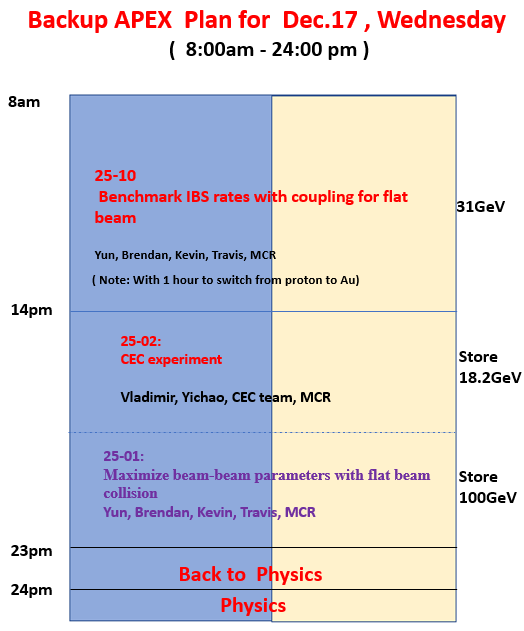 Backup APEX Plan for Dec.17 , Wednesday
( 8:00am - 24:00 pm )
8am
25-10
Benchmark IBS rates with coupling for flat
beam
31GeV
Yun, Brendan, Kevin, Travis, MCR
( Note: With 1 hour to switch from proton to Au)
14pm
25-02:
CEC experiment
Store
18.2GeV
Vladimir, Yichao, CEC team, MCR
25-01:
Maximize beam-beam parameters with flat beam
collision
Store
100GeV
Yun, Brendan, Kevin, Travis, MCR
23pm
Back to Physics
24pm
Physics